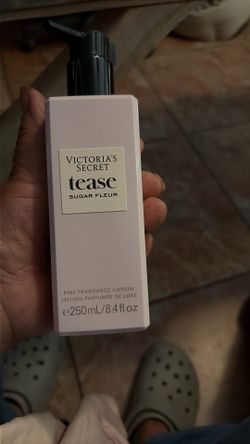 VICTORIA'S
SECRET
tease
SUGAR FLEUR
FINE FRAGRANCE LOTION
LOTION PARFUMÉE DE LUXE
e250mL/8.4 fl oz